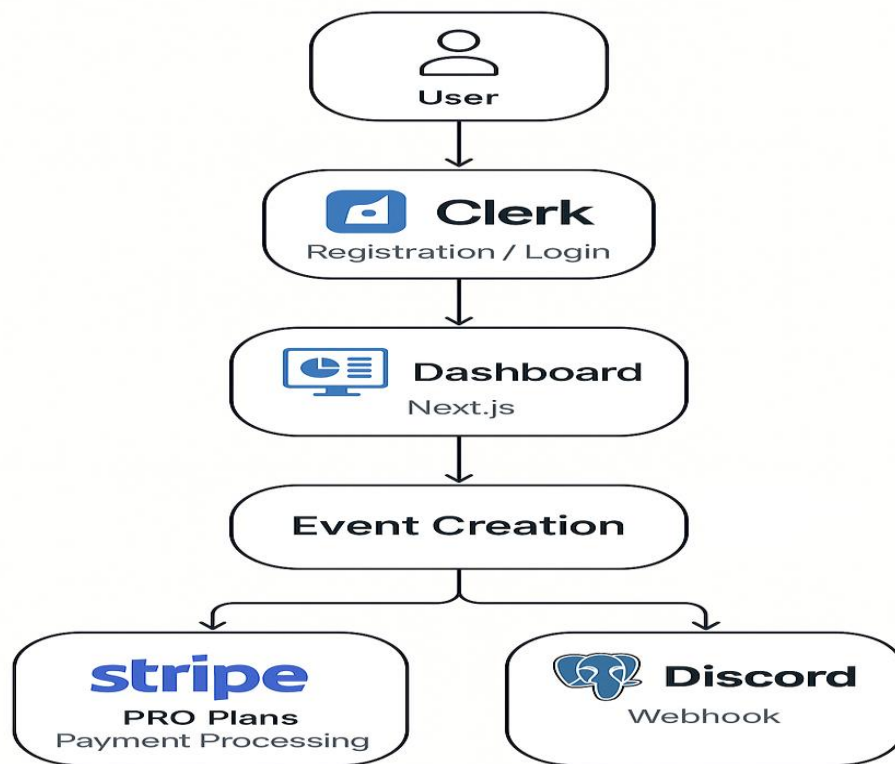 User
Clerk
Registration / Login
Dashboard
Next.js
Event Creation
stripe
PRO Plans
Payment Processing
Discord
Webhook